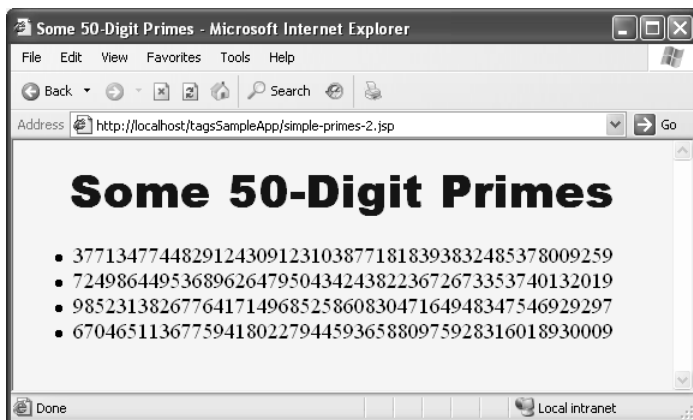 Some 50-Digit Primes - Microsoft Internet Explorer
File Edit View Favorites Tools Help
Back Search
Address http://localhost/tagsSampleApp/simple-primes-2.jsp Go
Some 50-Digit Primes
• 37713477448291243091231038771818393832485378009259
• 72498644953689626479504342438223672673353740132019
• 98523138267764171496852586083047164948347546929297
• 67046511367759418022794459365880975928316018930009
Done Local intranet